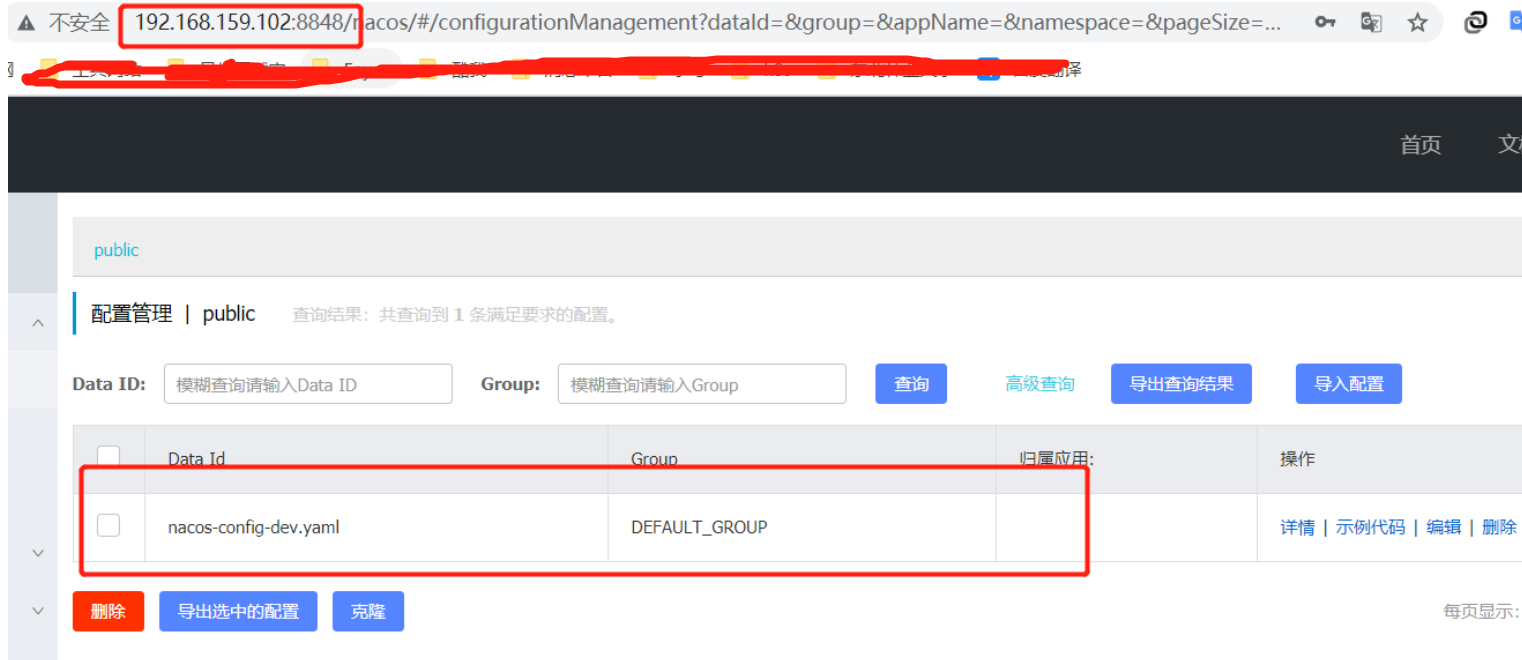 不安全 192.168.159.102:8848/nacos/#/configurationManagement?dataId=&group=&appName=&namespace=&pageSize=...
首页
public
配置管理 | public 查询结果：共查询到 1 条满足要求的配置。
Data ID: 模糊查询请输入Data ID Group: 模糊查询请输入Group 查询 高级查询 导出查询结果 导入配置
Data Id Group 归属应用: 操作
nacos-config-dev.yaml DEFAULT_GROUP 详情 | 示例代码 | 编辑 | 删除
删除 导出选中的配置 克隆 每页显示: